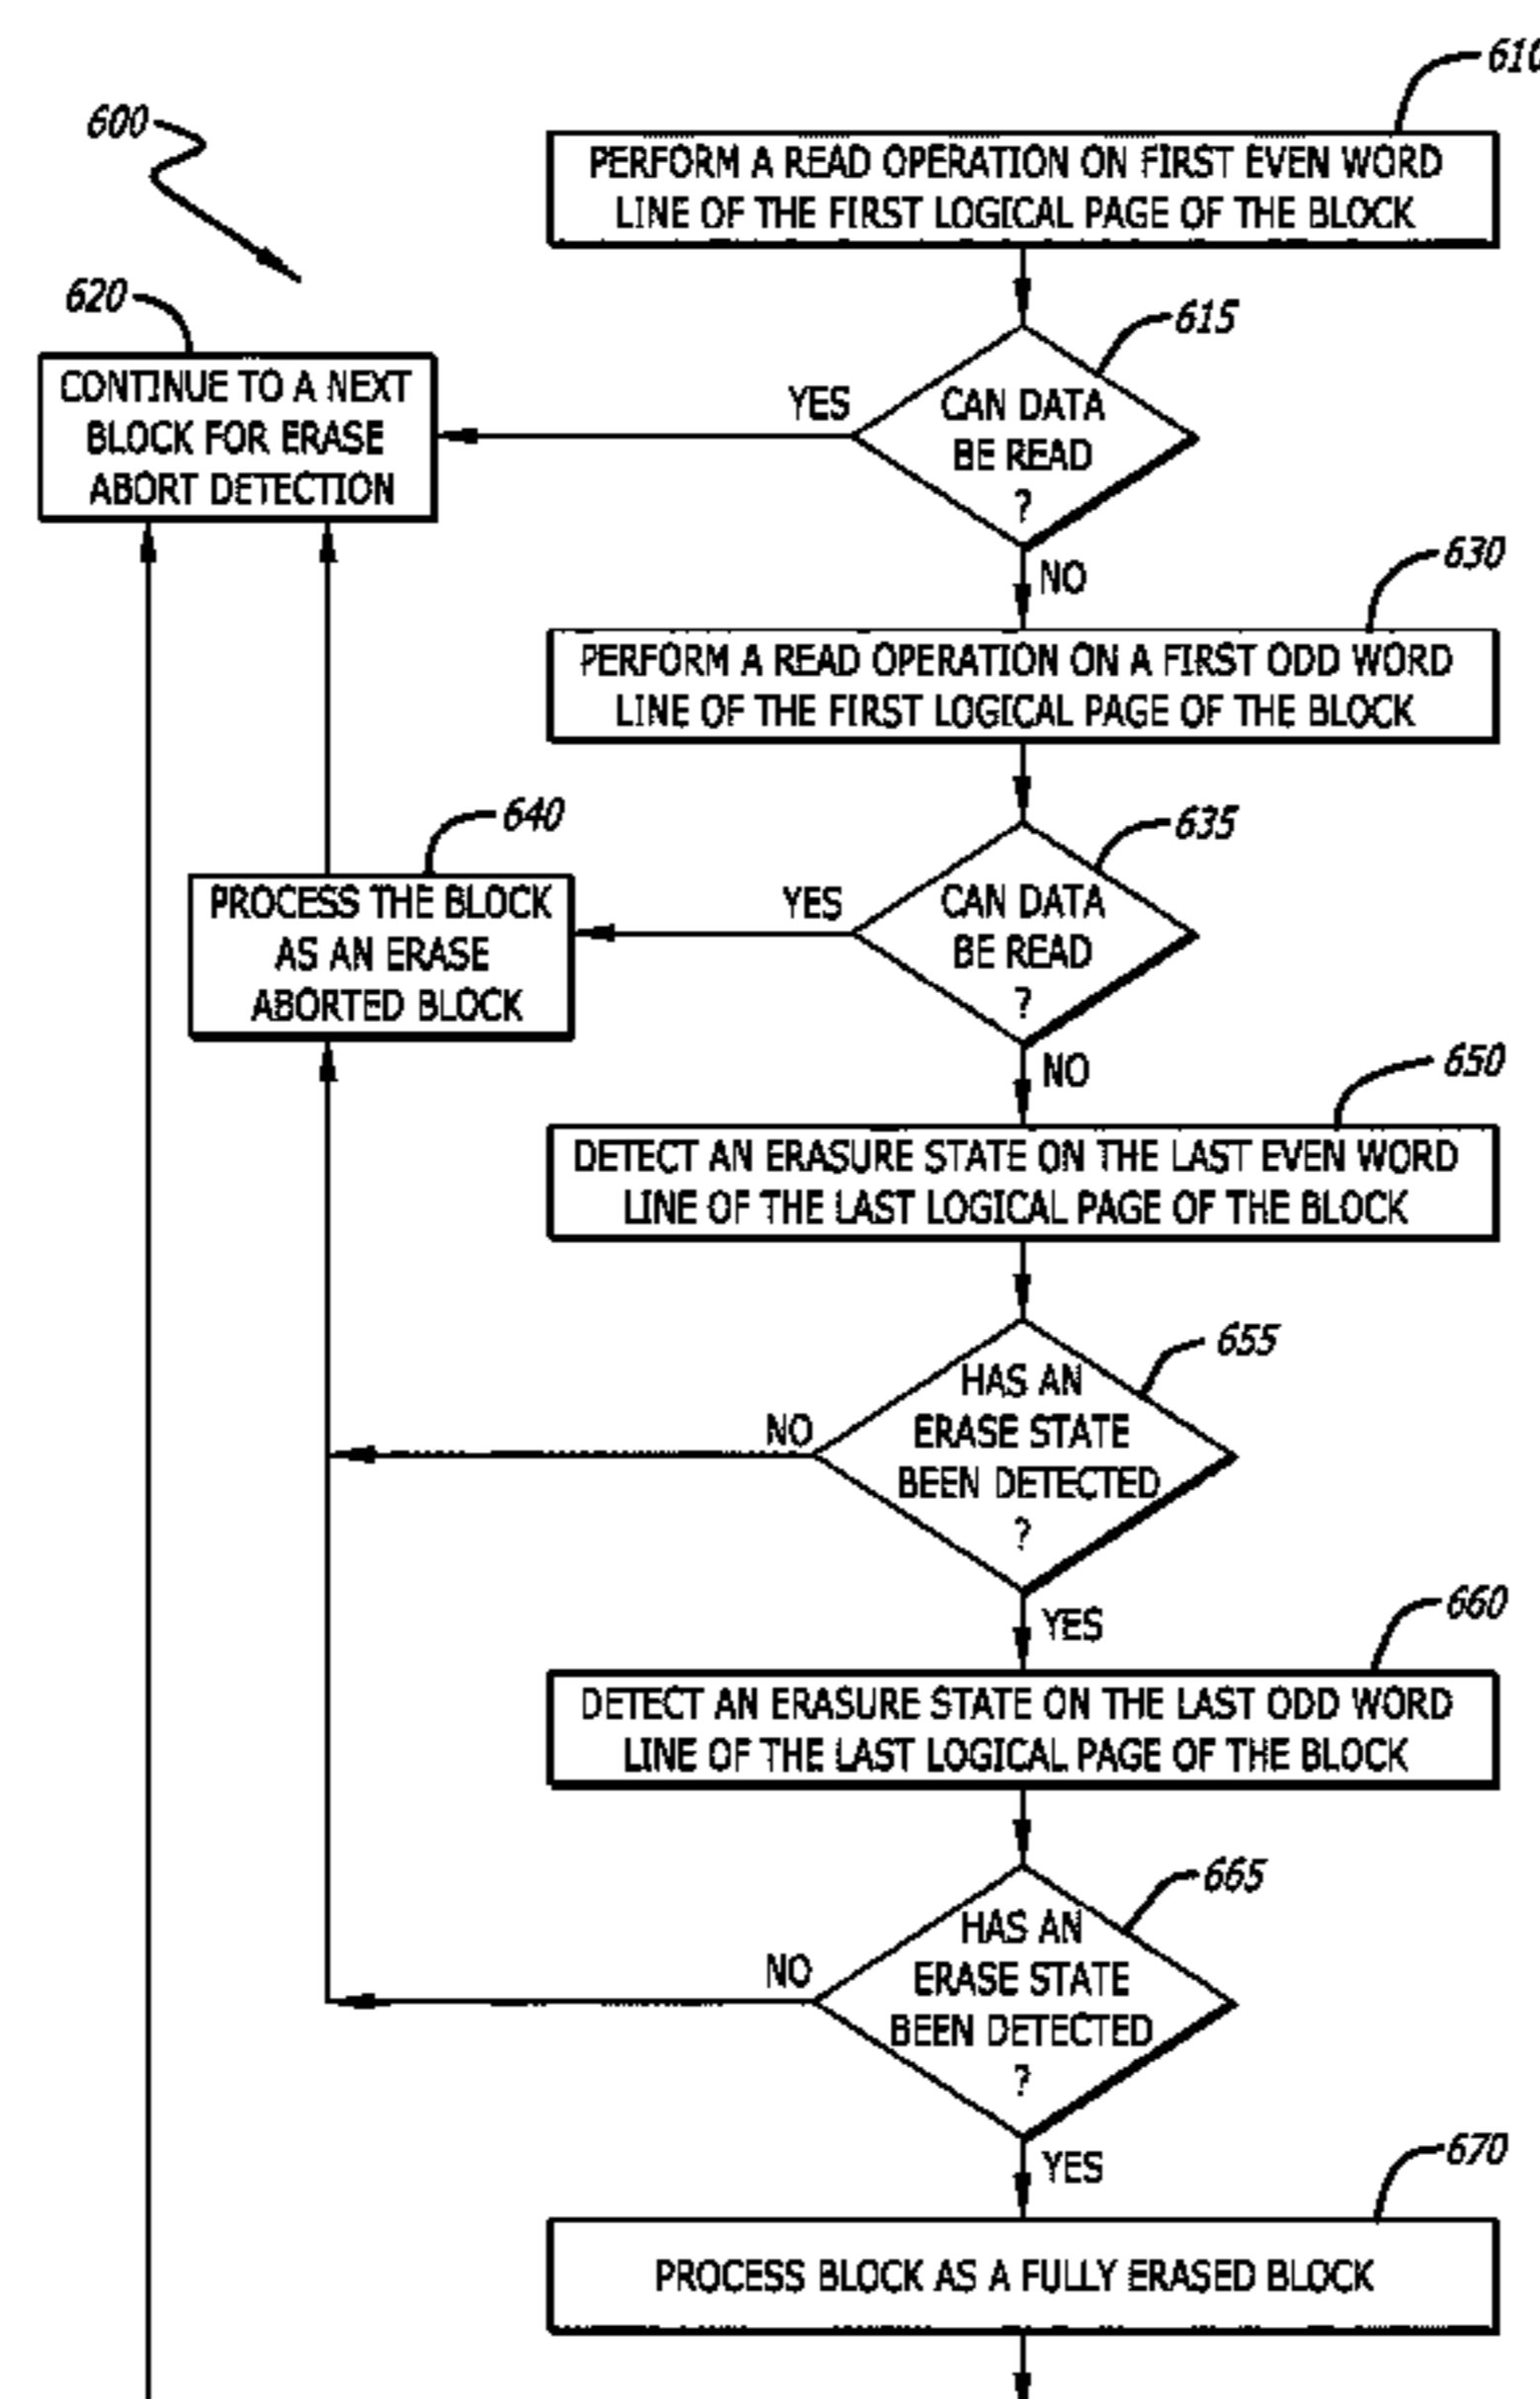 610
600
PERFORM A READ OPERATION ON FIRST EVEN WORD
LINE OF THE FIRST LOGICAL PAGE OF THE BLOCK
620
615
CONTINUE TO A NEXT
BLOCK FOR ERASE
ABORT DETECTION
YES
CAN DATA
BE READ
?
NO
630
PERFORM A READ OPERATION ON A FIRST ODD WORD
LINE OF THE FIRST LOGICAL PAGE OF THE BLOCK
640
635
PROCESS THE BLOCK
AS AN ERASE
ABORTED BLOCK
YES
CAN DATA
BE READ
?
NO
650
DETECT AN ERASURE STATE ON THE LAST EVEN WORD
LINE OF THE LAST LOGICAL PAGE OF THE BLOCK
655
HAS AN
ERASE STATE
BEEN DETECTED
?
NO
YES
660
DETECT AN ERASURE STATE ON THE LAST ODD WORD
LINE OF THE LAST LOGICAL PAGE OF THE BLOCK
665
HAS AN
ERASE STATE
BEEN DETECTED
?
NO
YES
670
PROCESS BLOCK AS A FULLY ERASED BLOCK